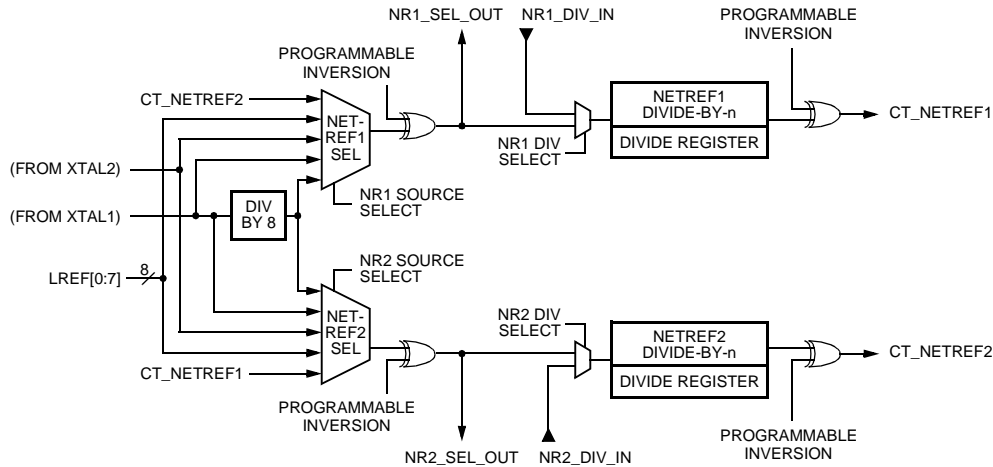 NR1_SEL_OUT
NR1_DIV_IN
PROGRAMMABLE
INVERSION
PROGRAMMABLE
INVERSION
CT_NETREF2
NET-
REF1
SEL
NETREF1
DIVIDE-BY-n
DIVIDE REGISTER
CT_NETREF1
NR1 DIV
SELECT
(FROM XTAL2)
NR1 SOURCE
SELECT
(FROM XTAL1)
DIV
BY 8
LREF[0:7]
8
NR2 SOURCE
SELECT
NET-
REF2
SEL
NR2 DIV
SELECT
NETREF2
DIVIDE-BY-n
DIVIDE REGISTER
CT_NETREF2
CT_NETREF1
PROGRAMMABLE
INVERSION
PROGRAMMABLE
INVERSION
NR2_SEL_OUT
NR2_DIV_IN